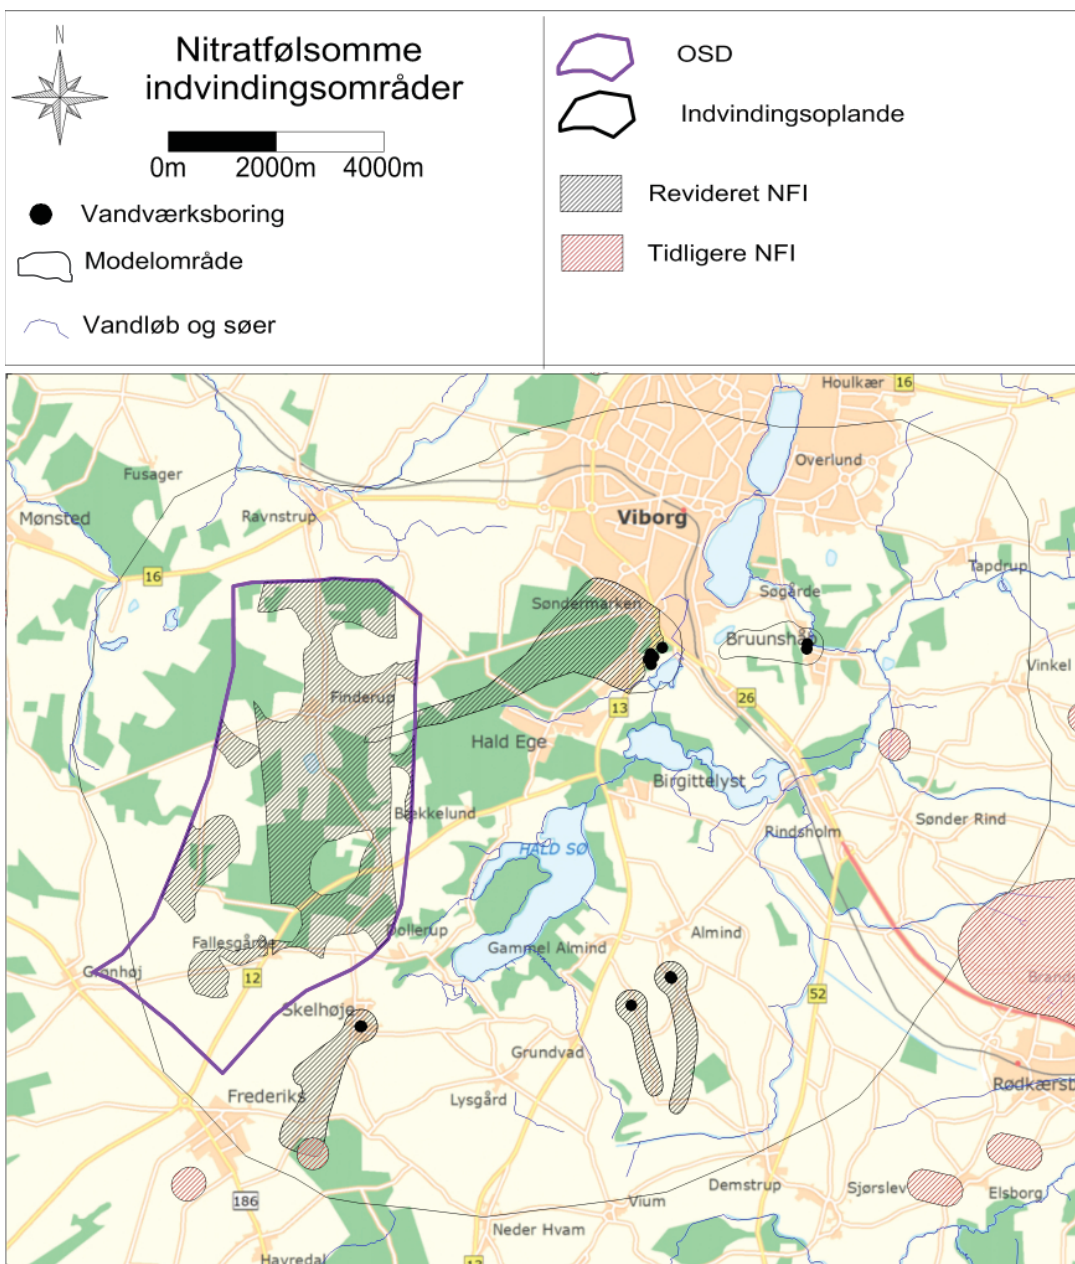 N
Nitratfølsomme
indvindingsområder
0m 2000m 4000m
Vandværksboring
Modelområde
Vandløb og søer
OSD
Indvindingsoplande
Revideret NFI
Tidligere NFI
Houlkær 16
Fusager
Overlund
Mønsted
Ravnstrup
Viborg
16
Tapdrup
Søgårde
Søndermarken
Bruunshåb
Vinkel
Finderup
26
13
Hald Ege
Birgittelyst
Bækkelund
Sønder Rind
Rindsholm
HALD SØ
Almind
Dollerup
Fallesgårde
Gammel Almind
Grønhøj
12
52
Skelhøje
Grundvad
Frederiks
Lysgård
Demstrup
Sjørslev
Elsborg
186
Vium
Neder Hvam
Havredal
13